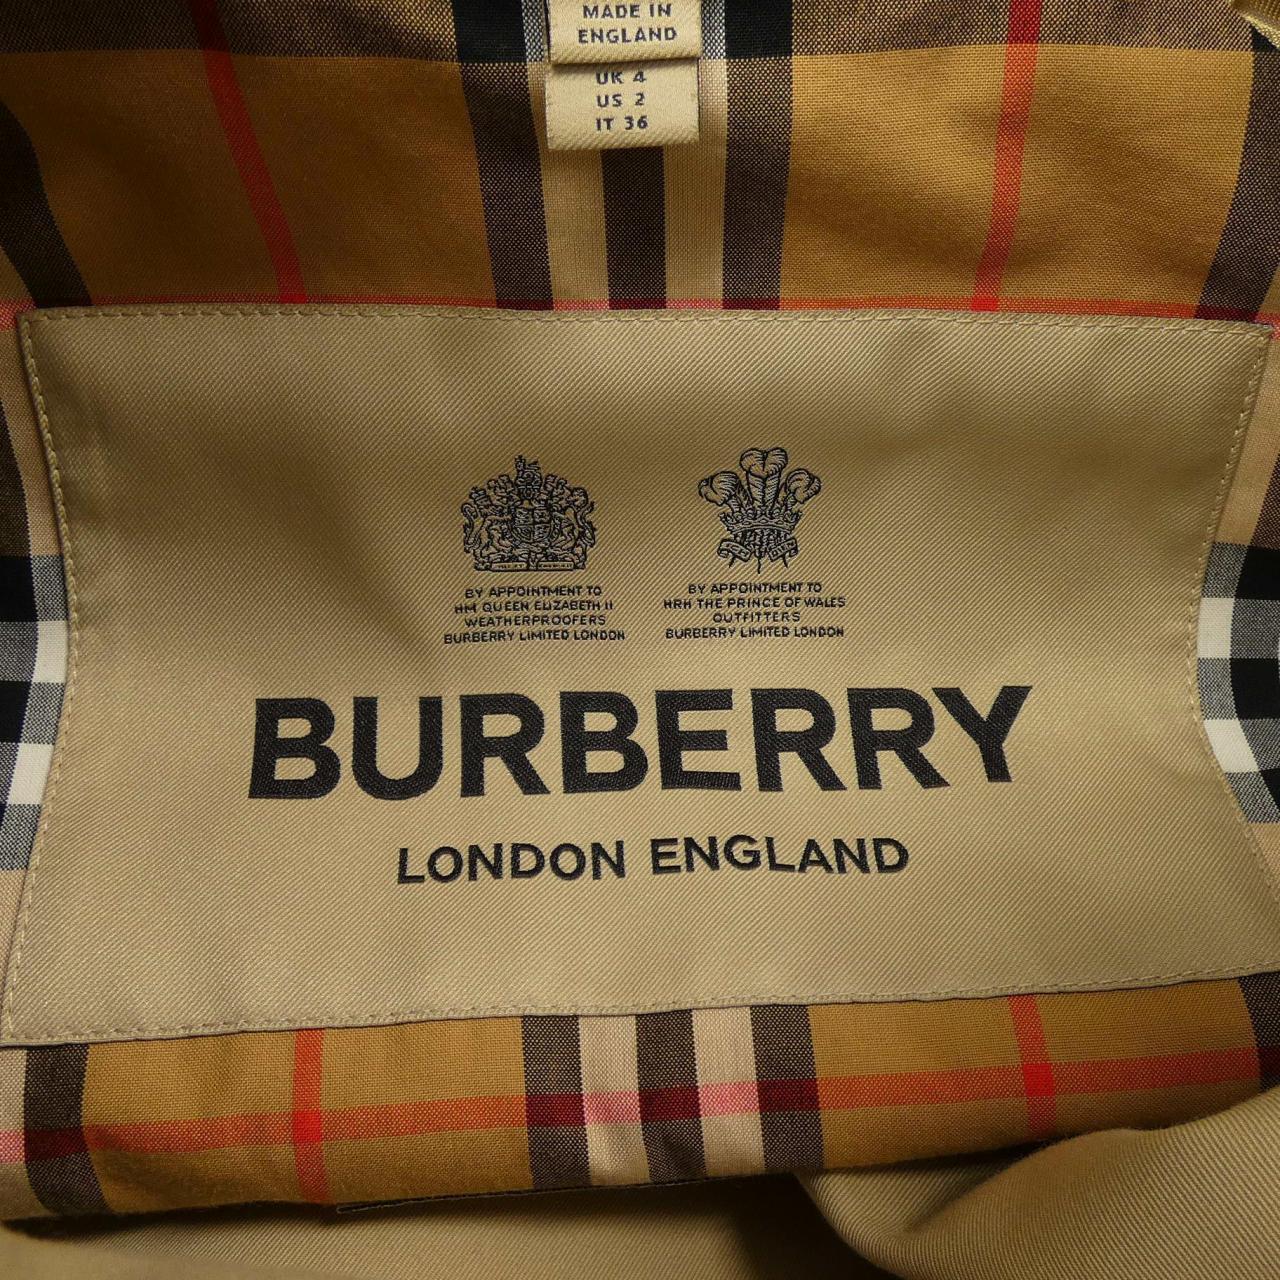 MADE IN
ENGLAND
UK 4
US 2
IT 36
BY APPOINTMENT TO
HM QUEEN ELIZABETH II
WEATHERPROOFERS
BURBERRY LIMITED LONDON
BY APPOINTMENT TO
HRH THE PRINCE OF WALES
OUTFITTERS
BURBERRY LIMITED LONDON
BURBERRY
LONDON ENGLAND